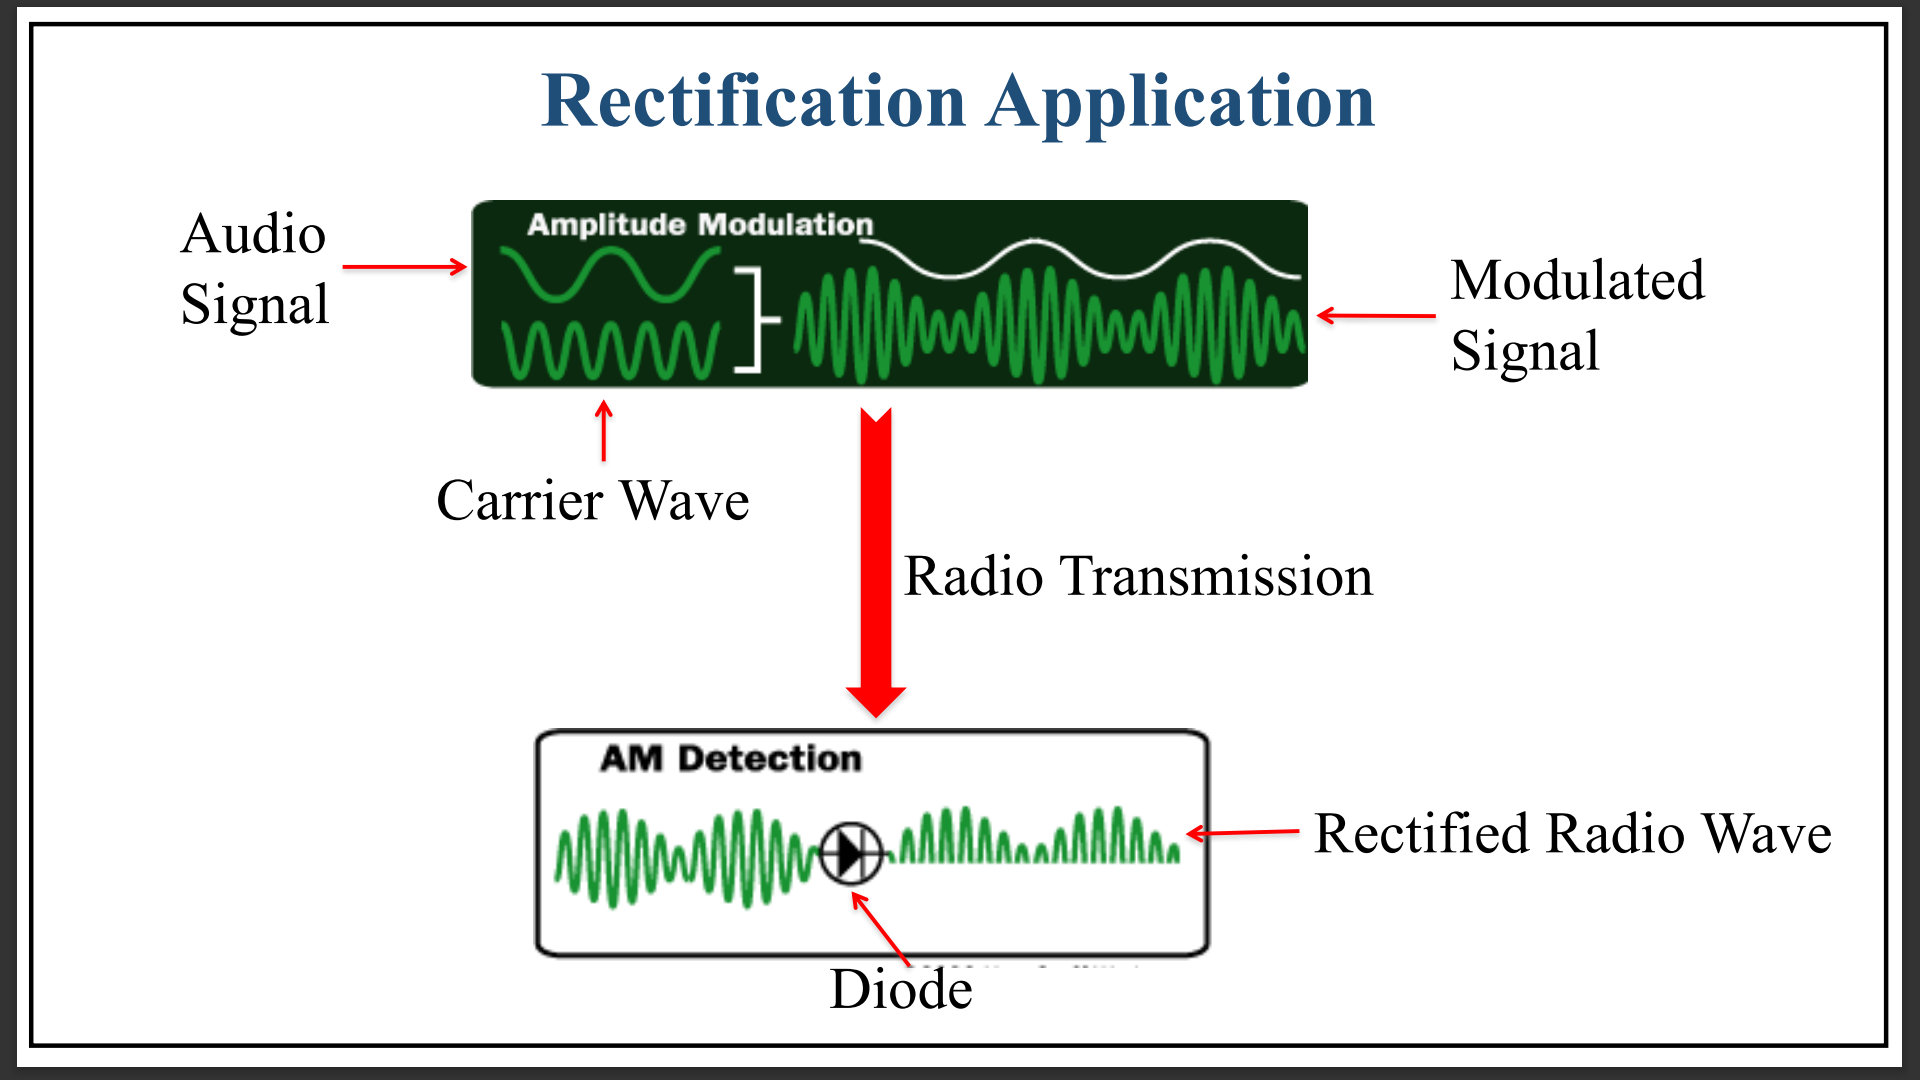 Rectification Application
Audio
Signal
Amplitude Modulation
Modulated
Signal
Carrier Wave
Radio Transmission
AM Detection
Rectified Radio Wave
Diode